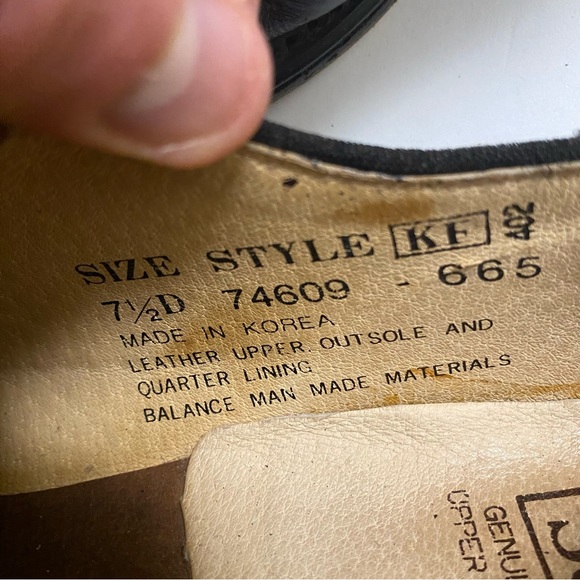 SIZE STYLE KF 402
7½D 74609 - 665
MADE IN KOREA
LEATHER UPPER. OUTSOLE AND
QUARTER LINING
BALANCE MAN MADE MATERIALS
GENU
UPPER